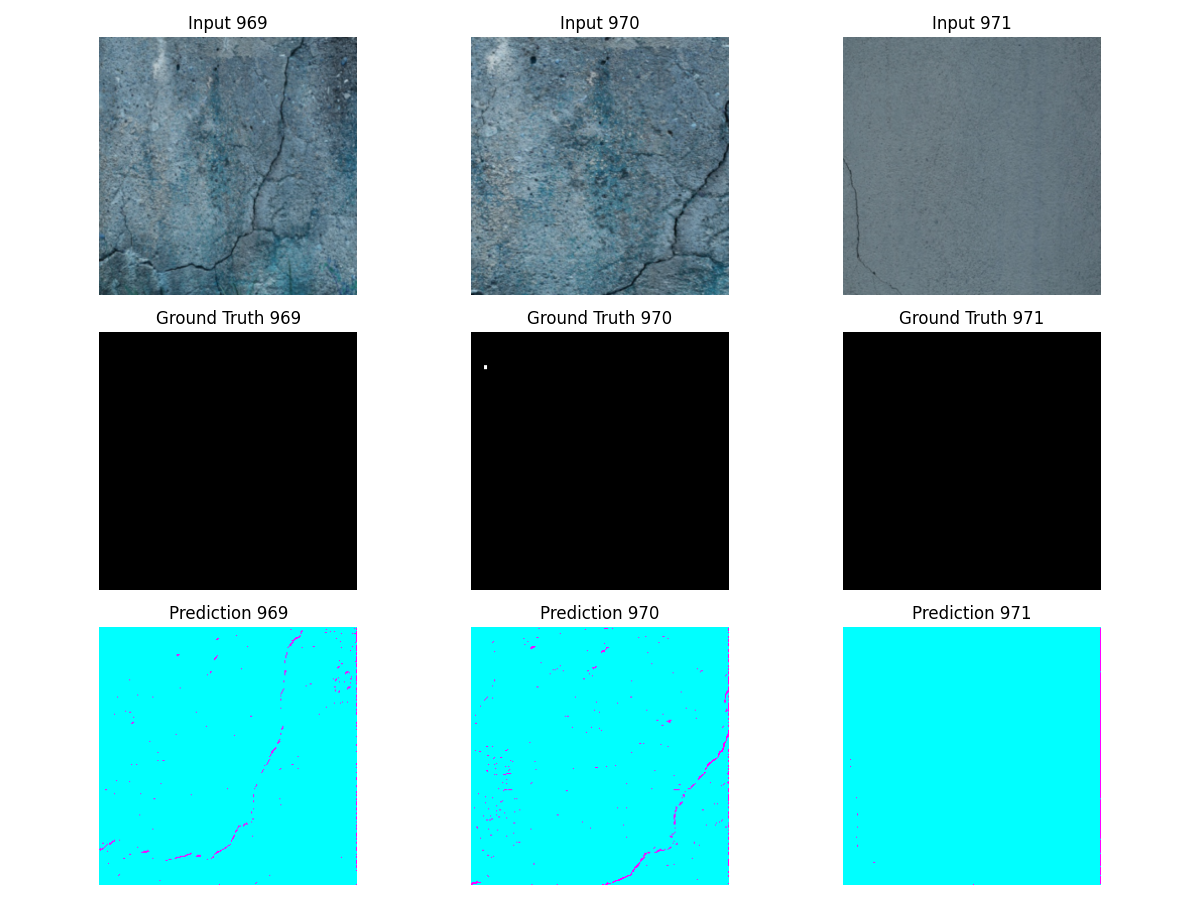 Input 969
Input 970
Input 971
Ground Truth 969
Ground Truth 970
Ground Truth 971
Prediction 969
Prediction 970
Prediction 971